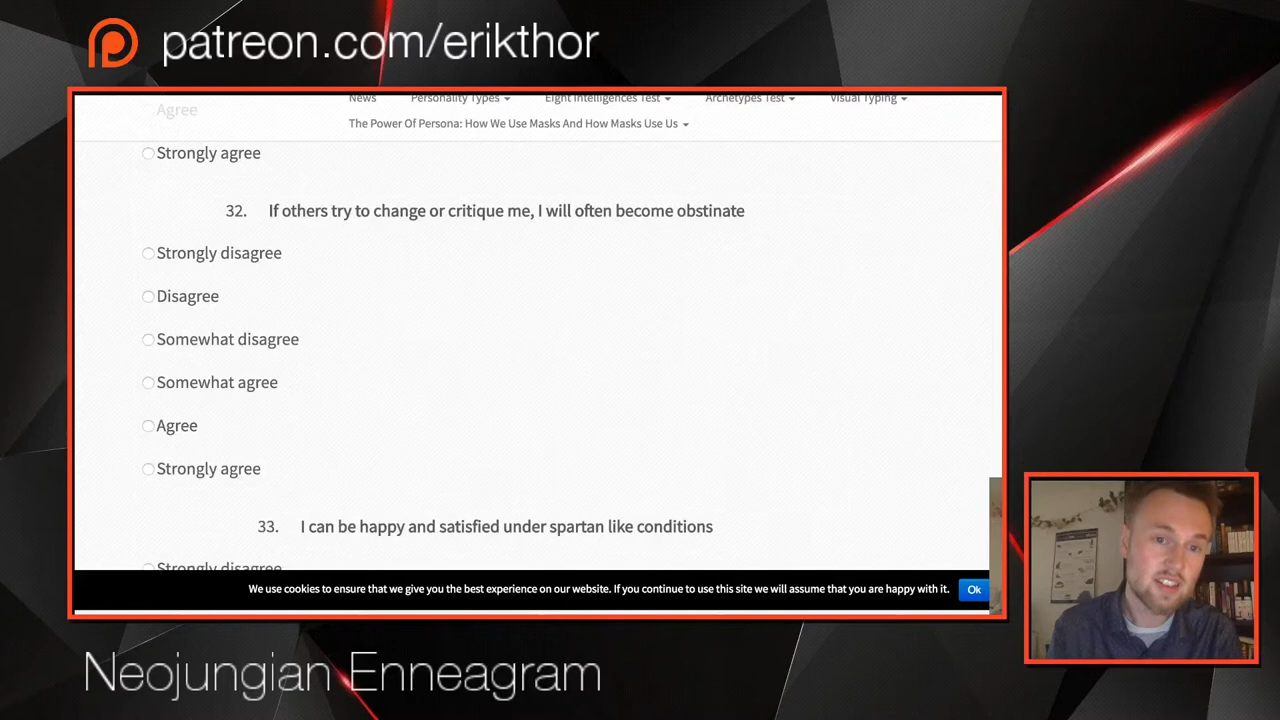 patreon.com/erikthor
News Personality Types Eight Intelligences Test Archetypes Test Visual Typing
Agree
The Power Of Persona: How We Use Masks And How Masks Use Us
Strongly agree
32. If others try to change or critique me, I will often become obstinate
Strongly disagree
Disagree
Somewhat disagree
Somewhat agree
Agree
Strongly agree
33. I can be happy and satisfied under spartan like conditions
Strongly disagree
We use cookies to ensure that we give you the best experience on our website. If you continue to use this site we will assume that you are happy with it. Ok
Neojungian Enneagram